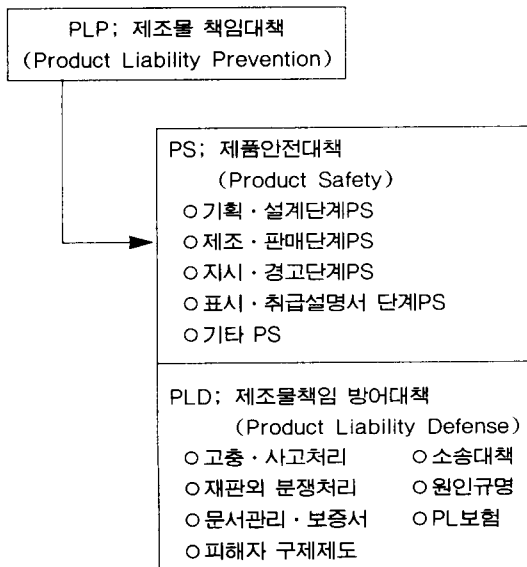 PLP; 제조물 책임대책
(Product Liability Prevention)
PS; 제품안전대책
(Product Safety)
○기획·설계단계PS
○제조·판매단계PS
○지시·경고단계PS
○표시·취급설명서 단계PS
○기타 PS
PLD; 제조물책임 방어대책
(Product Liability Defense)
○고충·사고처리 ○소송대책
○재판외 분쟁처리 ○원인규명
○문서관리·보증서 ○PL보험
○피해자 구제제도